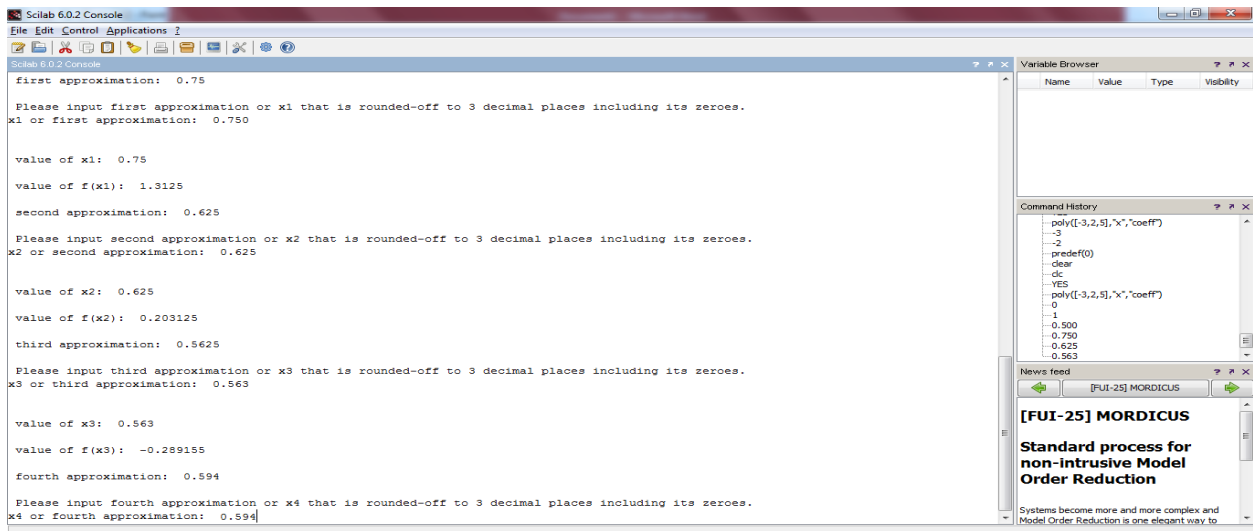 Scilab 6.0.2 Console
File Edit Control Applications ?
Scilab 6.0.2 Console
first approximation: 0.75
Please input first approximation or x1 that is rounded-off to 3 decimal places including its zeroes.
x1 or first approximation: 0.750
value of x1: 0.75
value of f(x1): 1.3125
second approximation: 0.625
Please input second approximation or x2 that is rounded-off to 3 decimal places including its zeroes.
x2 or second approximation: 0.625
value of x2: 0.625
value of f(x2): 0.203125
third approximation: 0.5625
Please input third approximation or x3 that is rounded-off to 3 decimal places including its zeroes.
x3 or third approximation: 0.563
value of x3: 0.563
value of f(x3): -0.289155
fourth approximation: 0.594
Please input fourth approximation or x4 that is rounded-off to 3 decimal places including its zeroes.
x4 or fourth approximation: 0.594
Variable Browser
Name Value Type Visibility
Command History
poly([-3,2,5],"x","coeff")
-3
-2
predef(0)
clear
clc
YES
poly([-3,2,5],"x","coeff")
0
1
0.500
0.750
0.625
0.563
News feed
[FUI-25] MORDICUS
[FUI-25] MORDICUS
Standard process for
non-intrusive Model
Order Reduction
Systems become more and more complex and
Model Order Reduction is one elegant way to